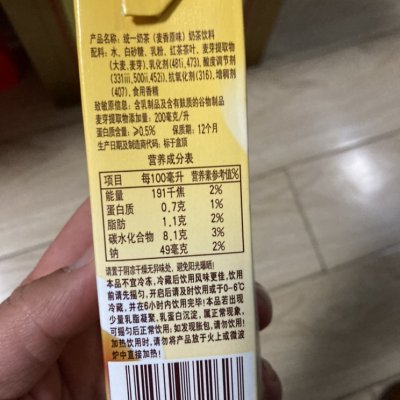 产品名称:统一奶茶(麦香原味)奶茶饮料
配料:水、白砂糖、乳粉、红茶茶叶、麦芽提取物
(大麦,麦芽)、乳化剂(481i,473)、酸度调节剂
(331iii,500ii,452i)、抗氧化剂(316)、增稠剂
(407)、食用香精
致敏原信息:含乳制品及含有麸质的谷物制品
麦芽提取物添加量:200毫克/升
蛋白质含量:≥0.5% 保质期:12个月
生产日期及制造商代码:标于盒顶
营养成分表
项目 每100毫升 营养素参考值%
能量 191千焦 2%
蛋白质 0.7克 1%
脂肪 1.1克 2%
碳水化合物 8.1克 3%
钠 49毫克 2%
请置于阴凉干燥无异味处,避免阳光曝晒!
本品不宜冷冻,冷藏后饮用风味更佳,饮用
前请先摇匀,开启后请及时饮用或于0-6℃
冷藏,并在6小时内饮用完毕!本品若出现
少量乳脂凝聚,乳蛋白沉淀,属正常现象,
可摇匀后正常饮用;如发现胀包,请勿饮用!
加热饮用时,请勿将产品放于火上或微波
炉中直接加热!